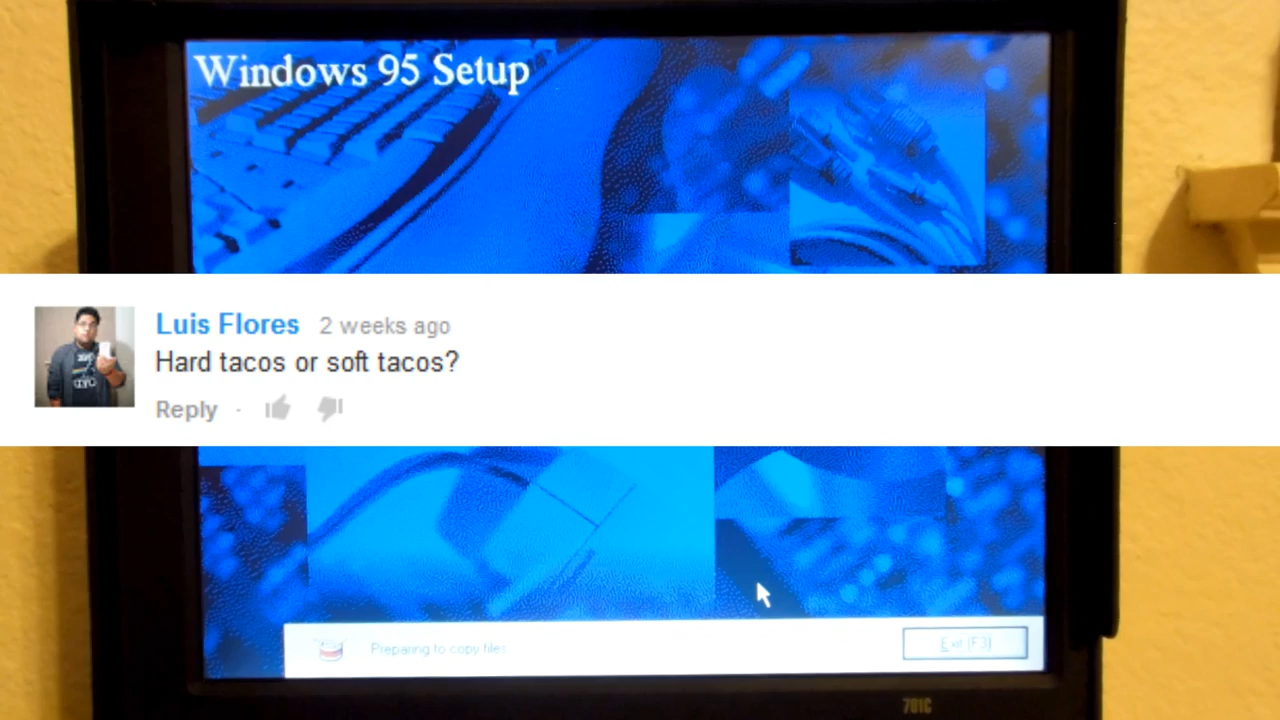 Windows 95 Setup
Luis Flores 2 weeks ago
Hard tacos or soft tacos?
Reply ·
Preparing to copy files
Exit (F3)
701C